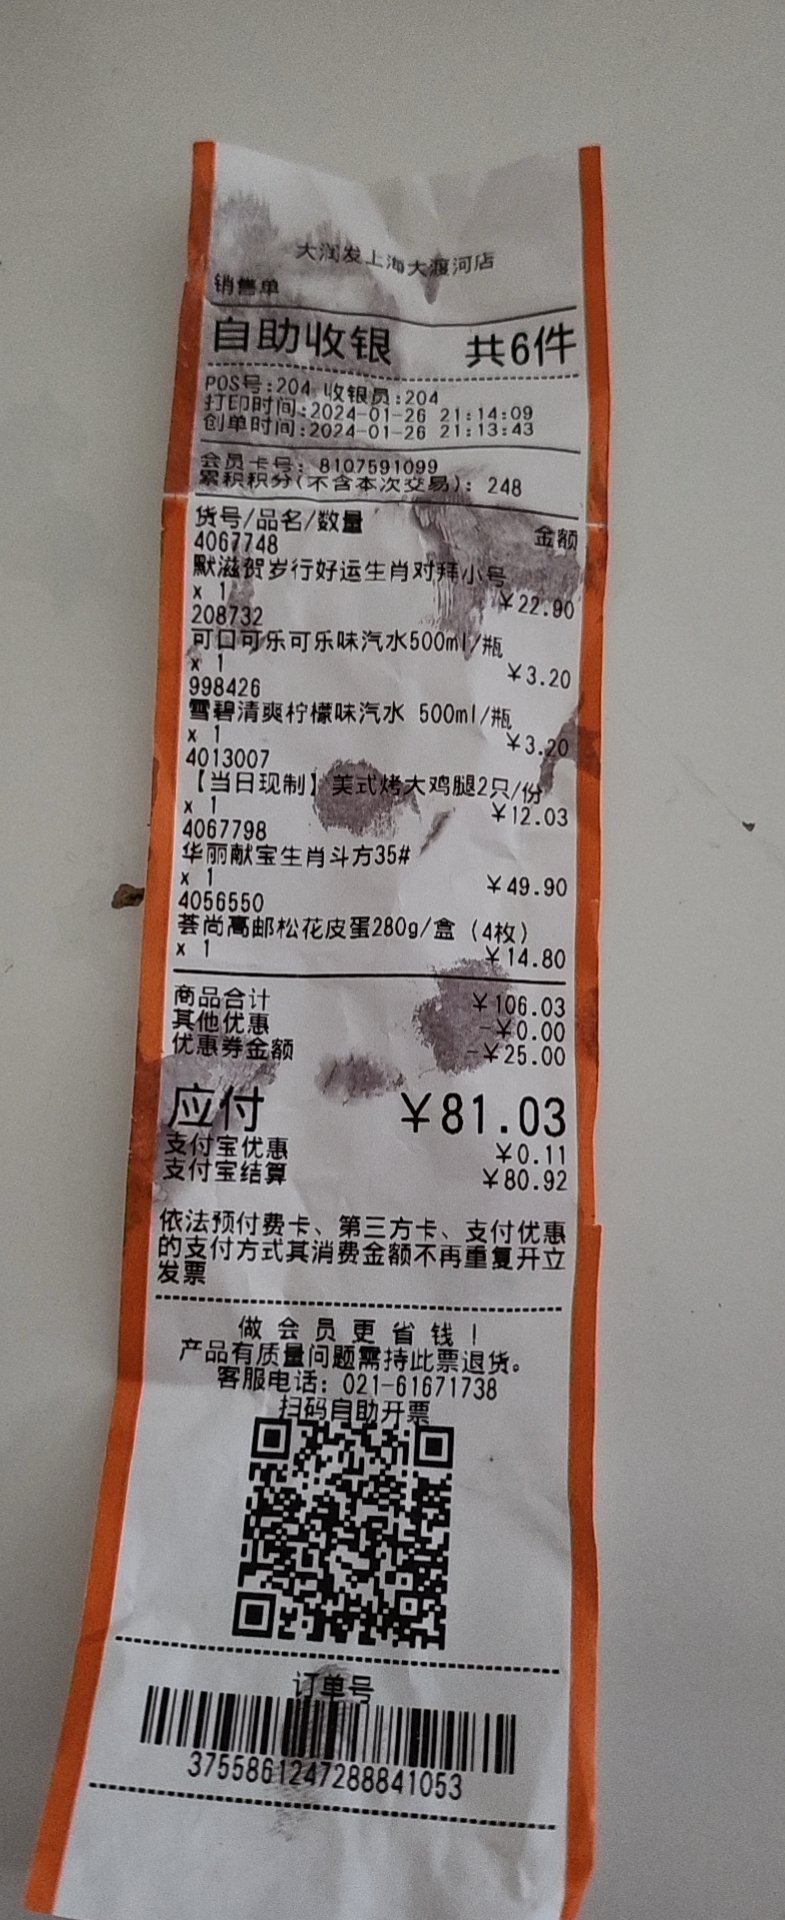 大润发上海大渡河店
销售单
自助收银 共6件
POS号:204 收银员:204
打印时间:2024-01-26 21:14:09
创单时间:2024-01-26 21:13:43
会员卡号: 8107591099
累积积分(不含本次交易): 248
货号/品名/数量 金额
4067748
默滋贺岁行好运生肖对拜小号
x 1 ¥22.90
208732
可口可乐可乐味汽水500ml/瓶
x 1 ¥3.20
998426
雪碧清爽柠檬味汽水 500ml/瓶
x 1 ¥3.20
4013007
【当日现制】美式烤大鸡腿2只/份
x 1 ¥12.03
4067798
华丽献宝生肖斗方35#
x 1 ¥49.90
4056550
荟尚高邮松花皮蛋280g/盒 (4枚)
x 1 ¥14.80
商品合计 ¥106.03
其他优惠 -¥0.00
优惠券金额 -¥25.00
应付 ¥81.03
支付宝优惠 ¥0.11
支付宝结算 ¥80.92
依法预付费卡、第三方卡、支付优惠
的支付方式其消费金额不再重复开立
发票
做会员更省钱!
产品有质量问题需持此票退货。
客服电话: 021-61671738
扫码自助开票
订单号
3755861247288841053